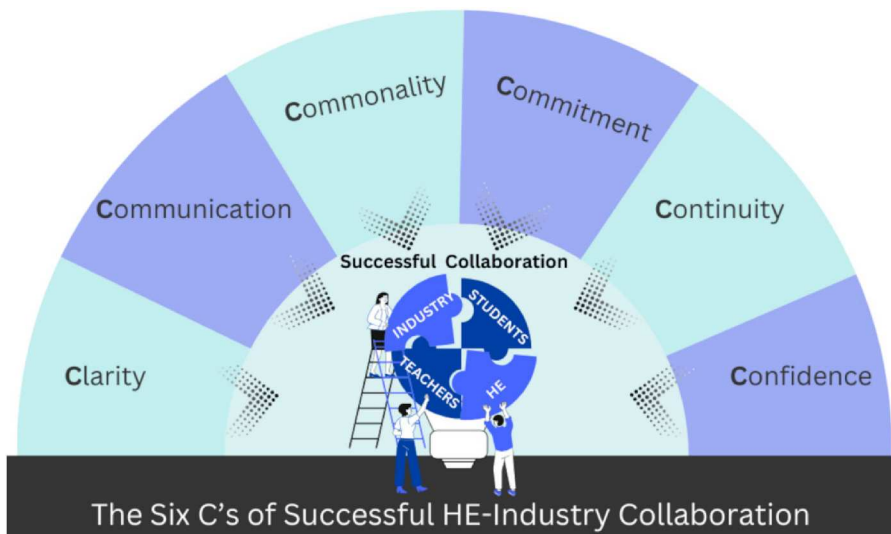 Clarity
Communication
Commonality
Commitment
Continuity
Confidence
Successful Collaboration
INDUSTRY
STUDENTS
TEACHERS
HE
The Six C's of Successful HE-Industry Collaboration